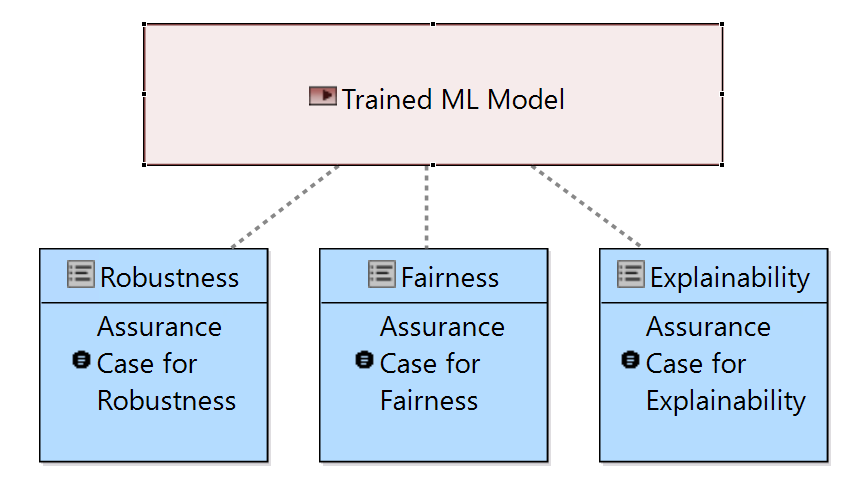 Trained ML Model
Robustness
Assurance
Case for
Robustness
Fairness
Assurance
Case for
Fairness
Explainability
Assurance
Case for
Explainability